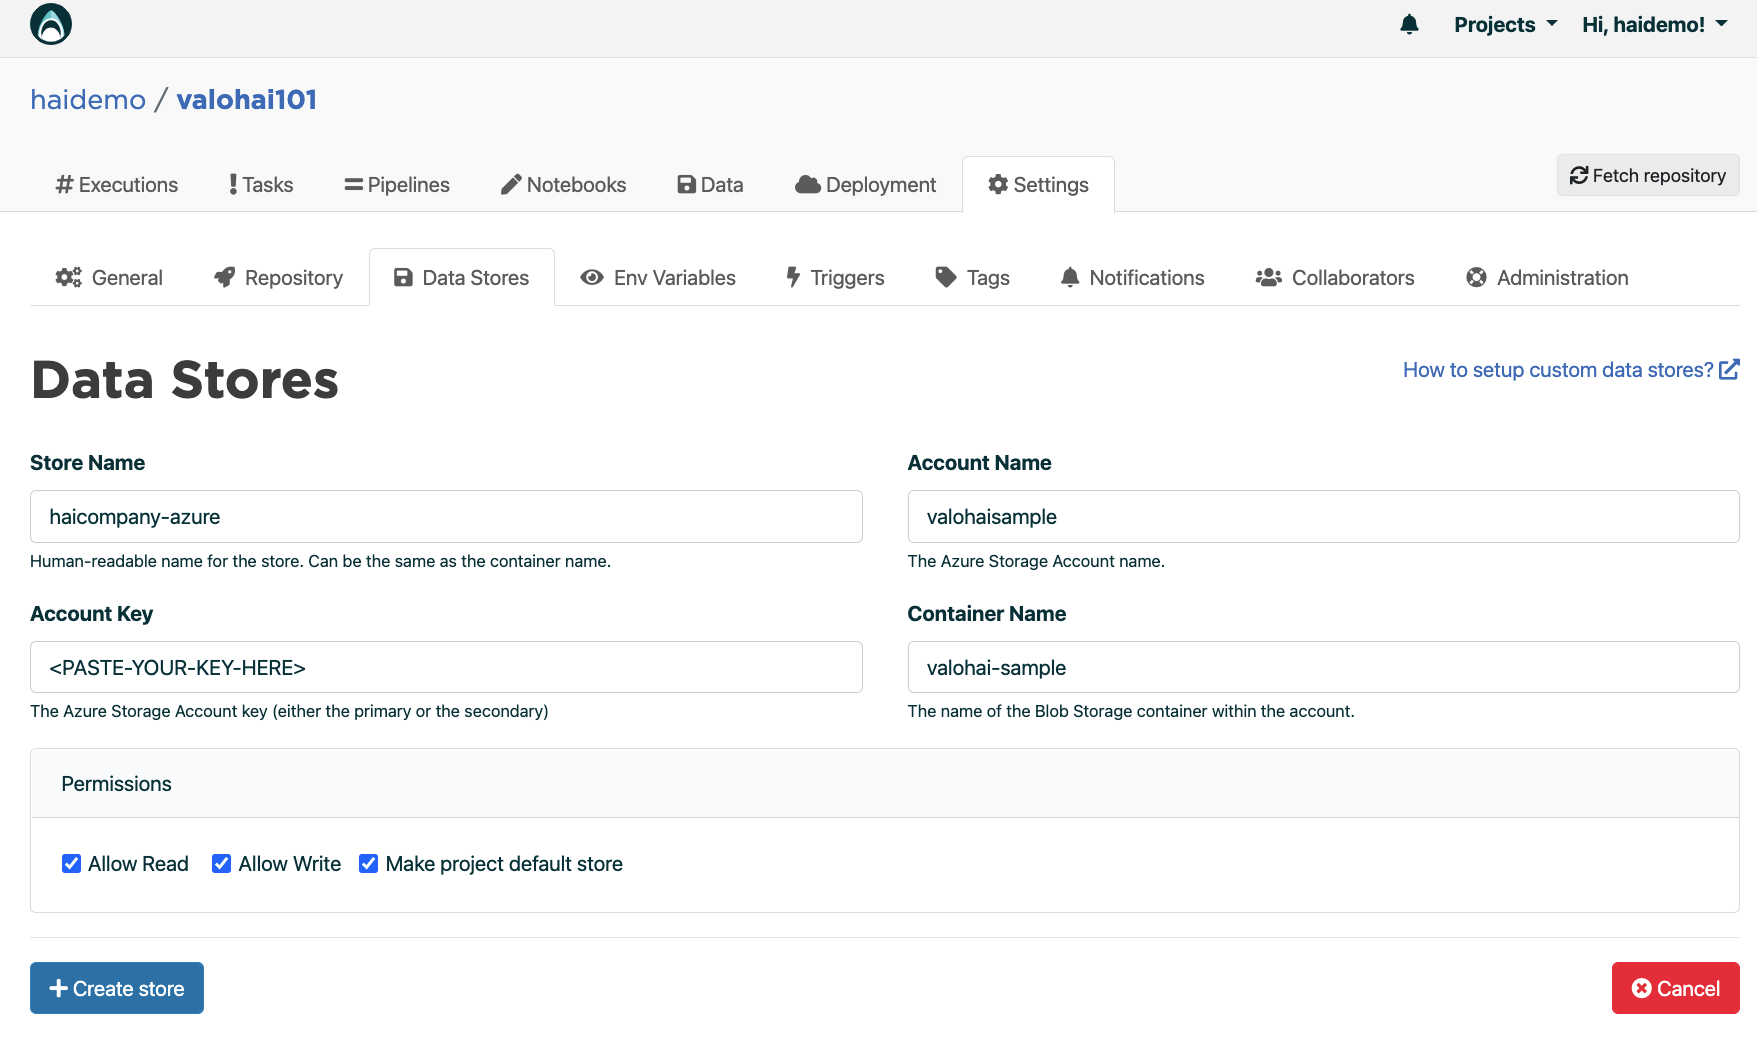 Projects Hi, haidemo!
haidemo / valohai101
Executions Tasks Pipelines Notebooks Data Deployment Settings Fetch repository
General Repository Data Stores Env Variables Triggers Tags Notifications Collaborators Administration
Data Stores How to setup custom data stores?
Store Name Account Name
haicompany-azure valohaisample
Human-readable name for the store. Can be the same as the container name. The Azure Storage Account name.
Account Key Container Name
<PASTE-YOUR-KEY-HERE> valohai-sample
The Azure Storage Account key (either the primary or the secondary) The name of the Blob Storage container within the account.
Permissions
Allow Read Allow Write Make project default store
Create store Cancel